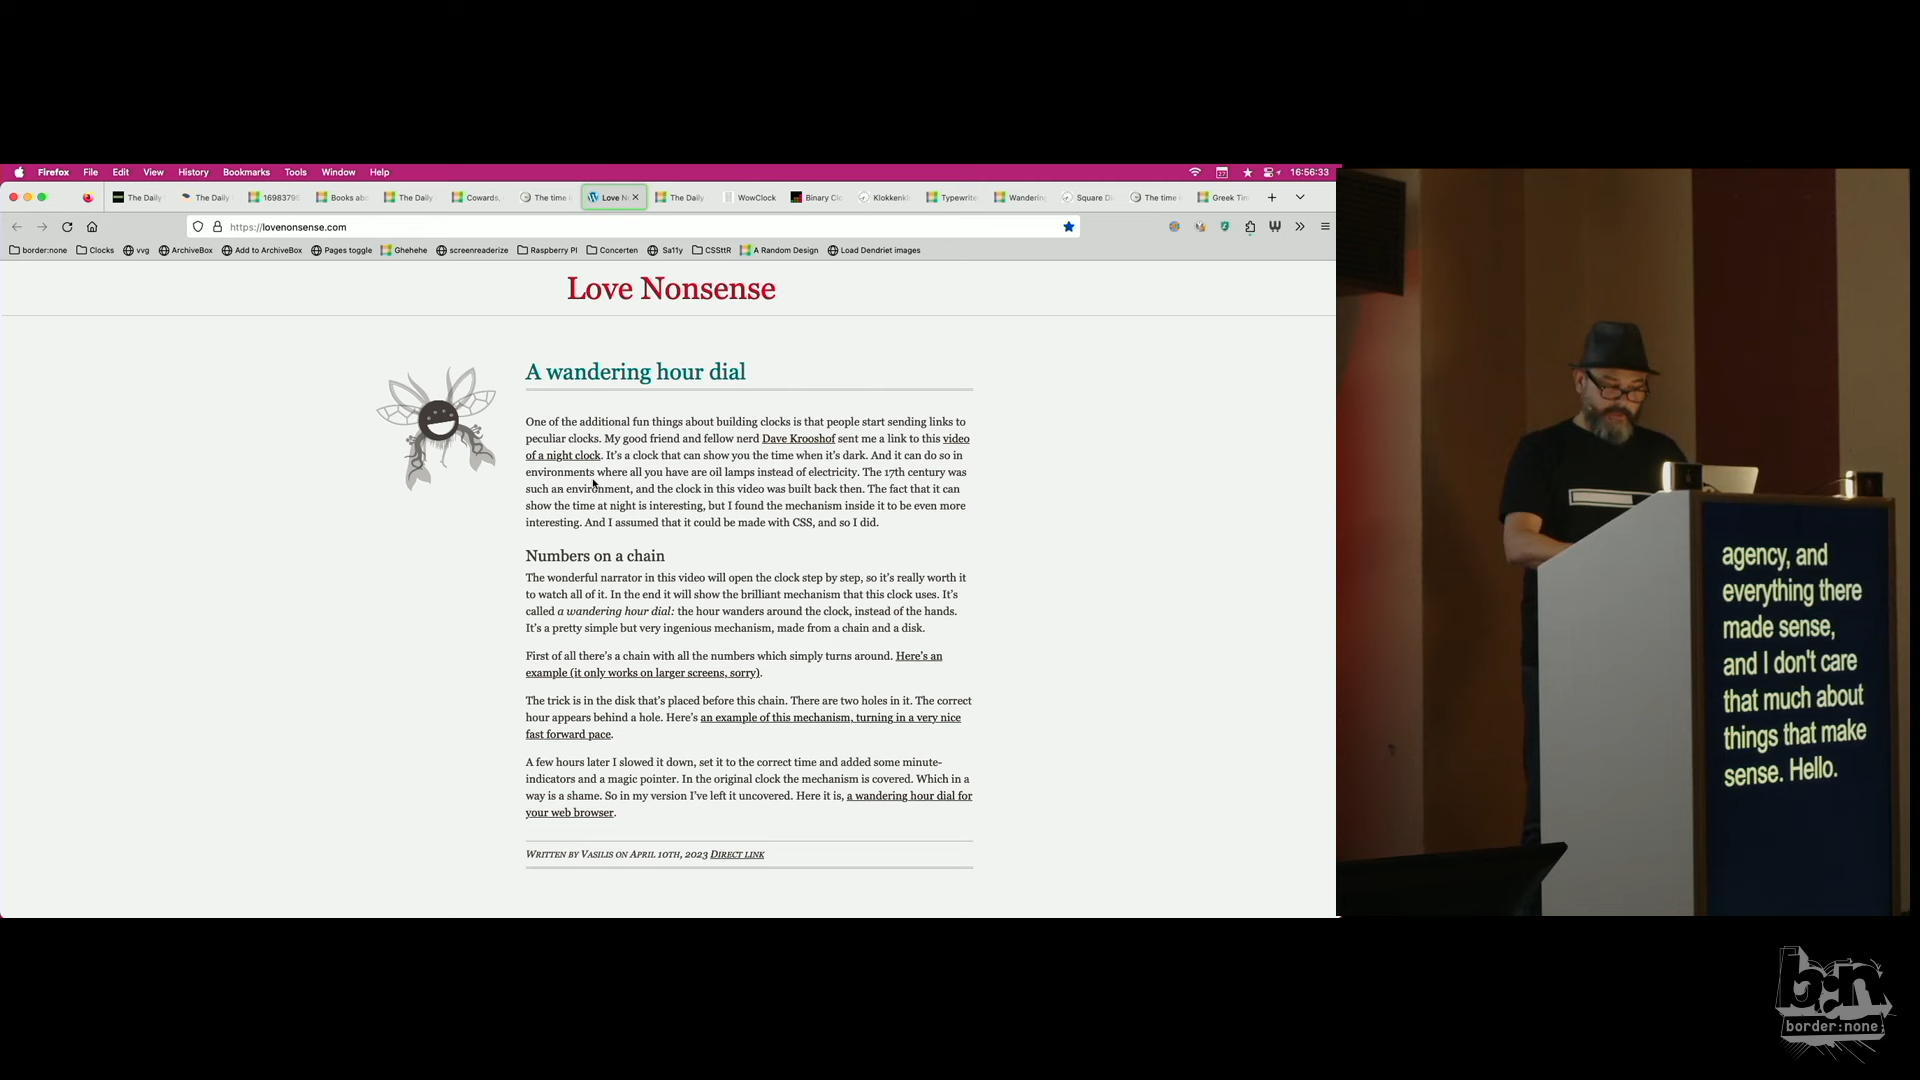 Firefox File Edit View History Bookmarks Tools Window Help 27 16:56:33
The Daily The Daily 16983795 Books abo The Daily Cowards, The time i Love No The Daily WowClock Binary Clo Klokkenki Typewrite Wandering Square Di The time i Greek Tim
https://lovenonsense.com
border:none Clocks vvg ArchiveBox Add to ArchiveBox Pages toggle Ghehehe screenreaderize Raspberry PI Concerten Sa11y CSSttR A Random Design Load Dendriet images
Love Nonsense
A wandering hour dial
One of the additional fun things about building clocks is that people start sending links to
peculiar clocks. My good friend and fellow nerd Dave Krooshof sent me a link to this video
of a night clock. It's a clock that can show you the time when it's dark. And it can do so in
environments where all you have are oil lamps instead of electricity. The 17th century was
such an environment, and the clock in this video was built back then. The fact that it can
show the time at night is interesting, but I found the mechanism inside it to be even more
interesting. And I assumed that it could be made with CSS, and so I did.
Numbers on a chain
The wonderful narrator in this video will open the clock step by step, so it's really worth it
to watch all of it. In the end it will show the brilliant mechanism that this clock uses. It's
called a wandering hour dial: the hour wanders around the clock, instead of the hands.
It's a pretty simple but very ingenious mechanism, made from a chain and a disk.
First of all there's a chain with all the numbers which simply turns around. Here's an
example (it only works on larger screens, sorry).
The trick is in the disk that's placed before this chain. There are two holes in it. The correct
hour appears behind a hole. Here's an example of this mechanism, turning in a very nice
fast forward pace.
A few hours later I slowed it down, set it to the correct time and added some minute-
indicators and a magic pointer. In the original clock the mechanism is covered. Which in a
way is a shame. So in my version I've left it uncovered. Here it is, a wandering hour dial for
your web browser.
WRITTEN BY VASILIS ON APRIL 10TH, 2023 DIRECT LINK
agency, and
everything there
made sense,
and I don't care
that much about
things that make
sense. Hello.
b:n
border:none